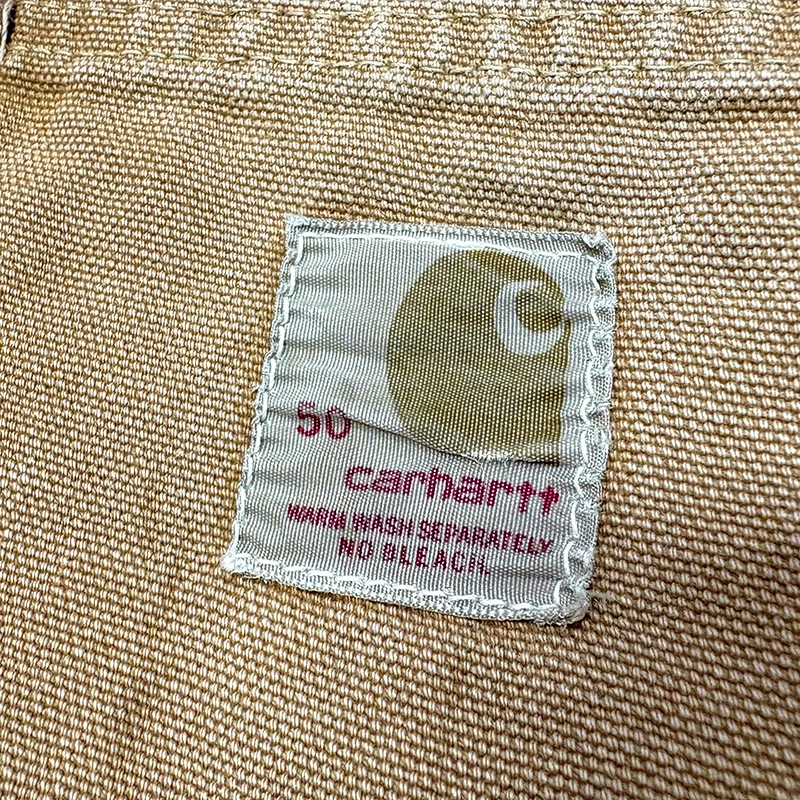 50
carhartt
WARM WASH SEPARATELY
NO BLEACH